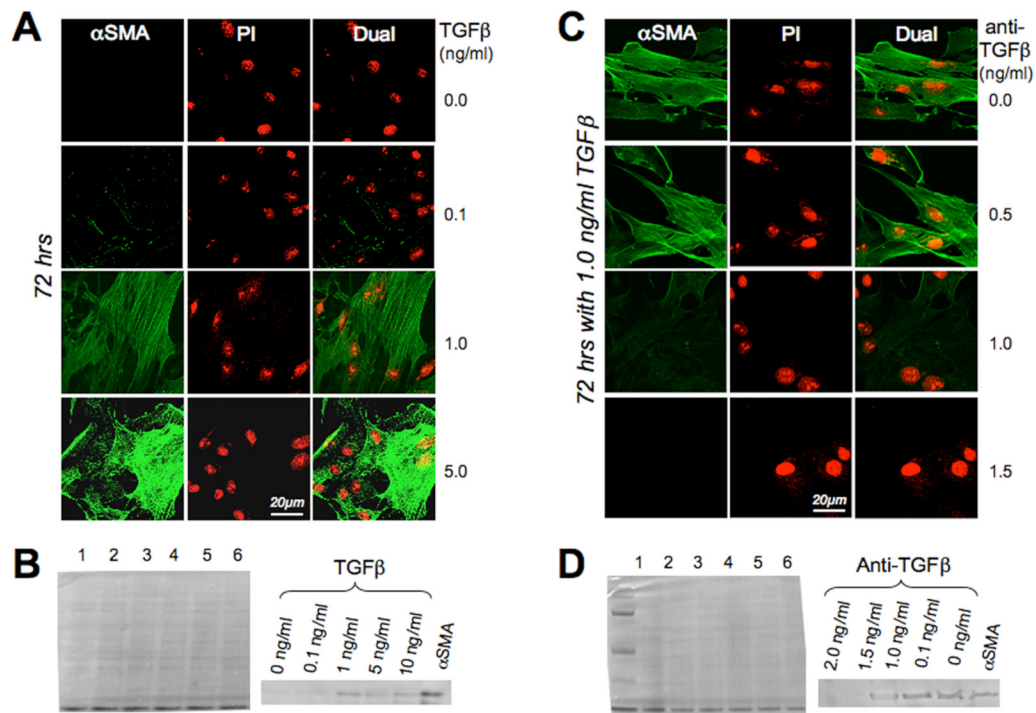 A
αSMA PI Dual
TGFβ
(ng/ml)
0.0
0.1
1.0
5.0
72 hrs
20μm
B
1 2 3 4 5 6
TGFβ
0 ng/ml
0.1 ng/ml
1 ng/ml
5 ng/ml
10 ng/ml
αSMA
C
αSMA PI Dual
anti-
TGFβ
(ng/ml)
0.0
0.5
1.0
1.5
72 hrs with 1.0 ng/ml TGFβ
20μm
D
1 2 3 4 5 6
Anti-TGFβ
2.0 ng/ml
1.5 ng/ml
1.0 ng/ml
0.1 ng/ml
0 ng/ml
αSMA